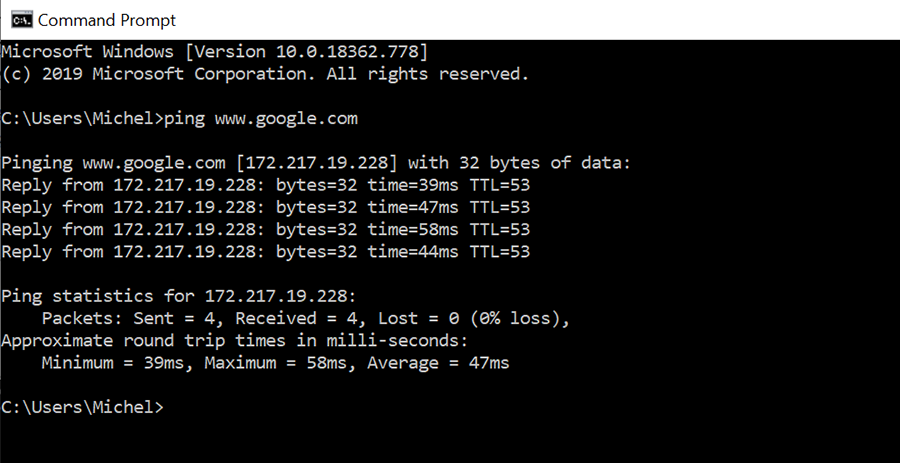 Command Prompt
Microsoft Windows [Version 10.0.18362.778]
(c) 2019 Microsoft Corporation. All rights reserved.
C:\Users\Michel>ping www.google.com
Pinging www.google.com [172.217.19.228] with 32 bytes of data:
Reply from 172.217.19.228: bytes=32 time=39ms TTL=53
Reply from 172.217.19.228: bytes=32 time=47ms TTL=53
Reply from 172.217.19.228: bytes=32 time=58ms TTL=53
Reply from 172.217.19.228: bytes=32 time=44ms TTL=53
Ping statistics for 172.217.19.228:
    Packets: Sent = 4, Received = 4, Lost = 0 (0% loss),
Approximate round trip times in milli-seconds:
    Minimum = 39ms, Maximum = 58ms, Average = 47ms
C:\Users\Michel>